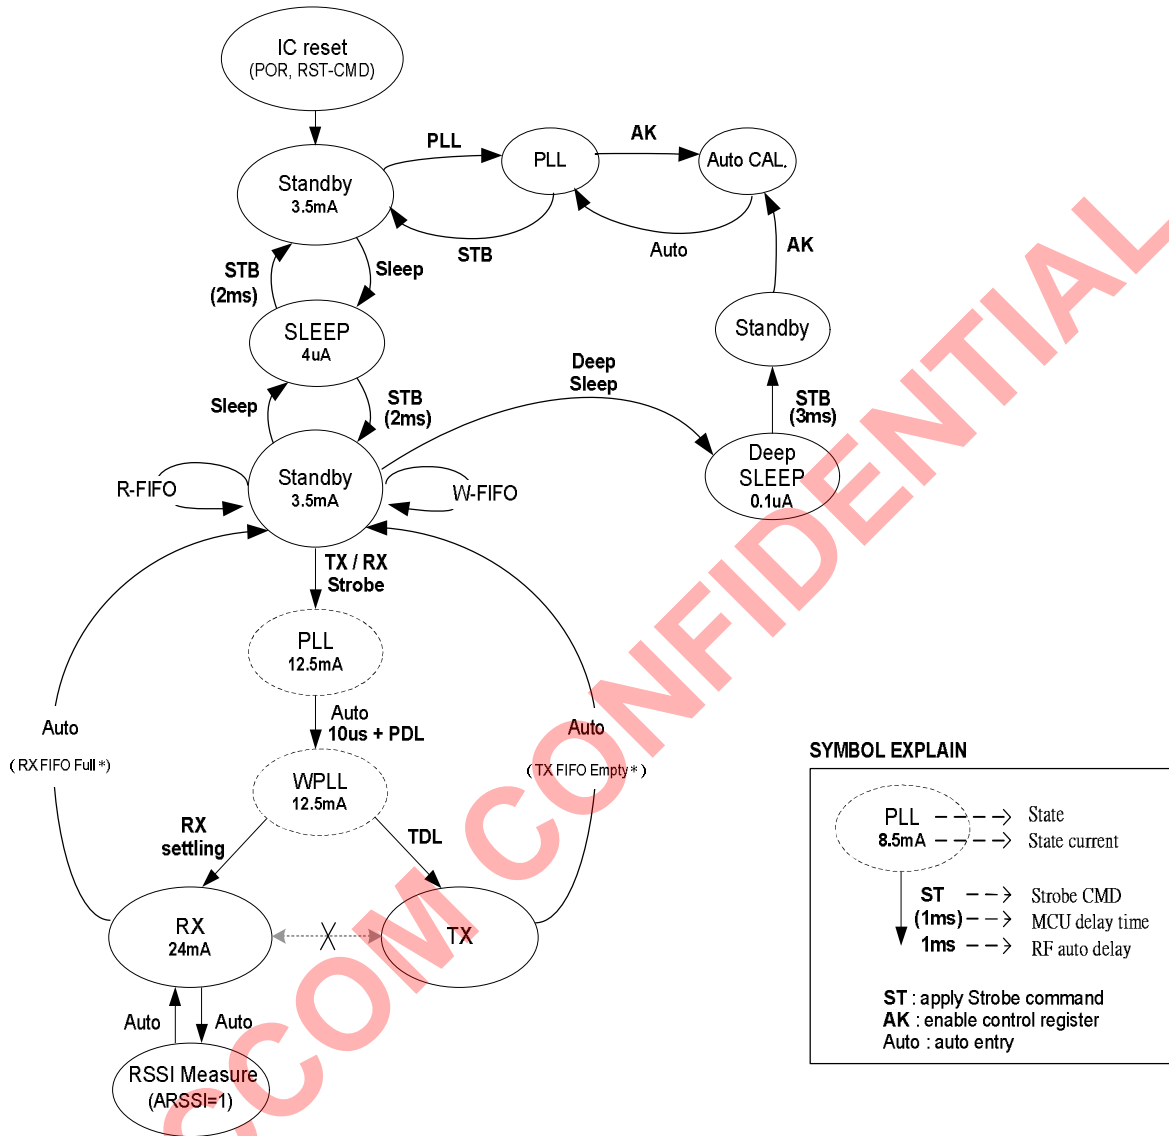 IC reset
(POR, RST-CMD)
PLL
AK
Standby
3.5mA
PLL
Auto CAL.
STB
Auto
AK
STB
(2ms)
Sleep
SLEEP
4uA
Standby
Deep
Sleep
Sleep
STB
(2ms)
STB
(3ms)
R-FIFO
Standby
3.5mA
W-FIFO
Deep
SLEEP
0.1uA
TX / RX
Strobe
PLL
12.5mA
Auto
10us + PDL
Auto
( RX FIFO Full * )
Auto
( TX FIFO Empty * )
WPLL
12.5mA
RX
settling
TDL
RX
24mA
TX
Auto
Auto
RSSI Measure
(ARSSI=1)
SYMBOL EXPLAIN
PLL
State
8.5mA
State current
ST
Strobe CMD
(1ms)
MCU delay time
1ms
RF auto delay
ST : apply Strobe command
AK : enable control register
Auto : auto entry
CCOM CONFIDENTIAL